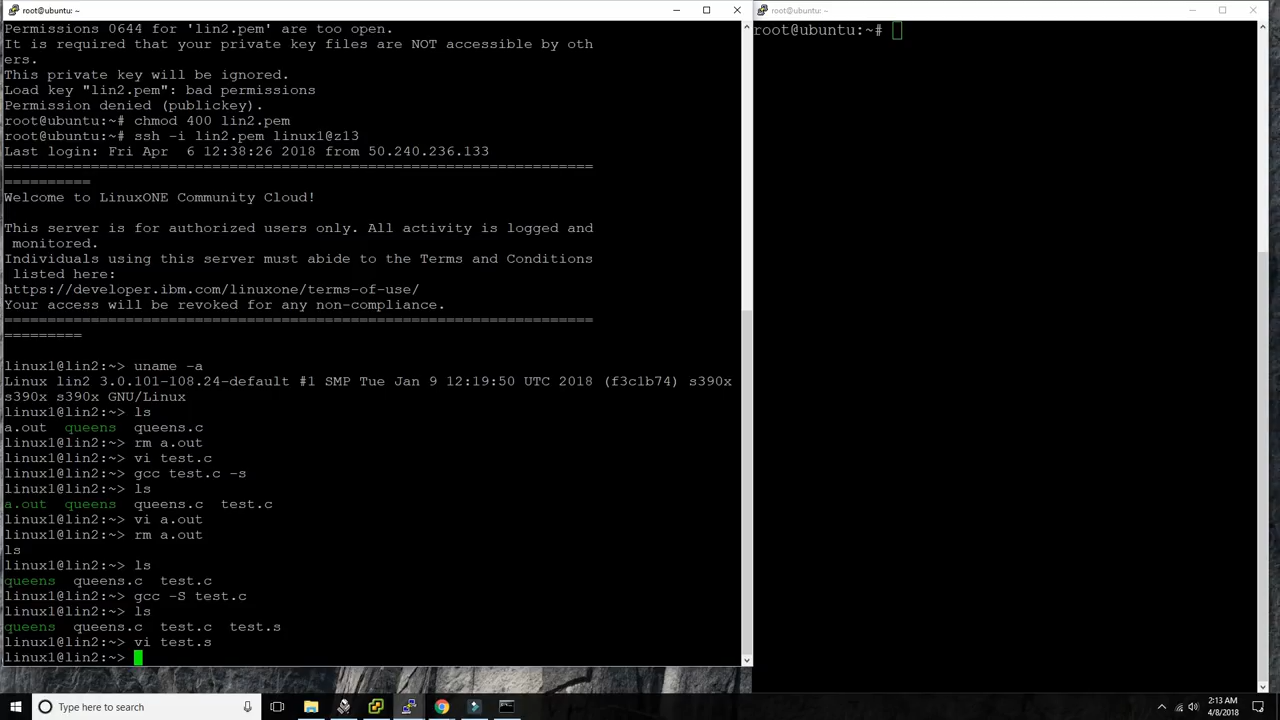 root@ubuntu: ~
Permissions 0644 for 'lin2.pem' are too open.
It is required that your private key files are NOT accessible by oth
ers.
This private key will be ignored.
Load key "lin2.pem": bad permissions
Permission denied (publickey).
root@ubuntu:~# chmod 400 lin2.pem
root@ubuntu:~# ssh -i lin2.pem linux1@z13
Last login: Fri Apr  6 12:38:26 2018 from 50.240.236.133
====================================================================
==========
Welcome to LinuxONE Community Cloud!
This server is for authorized users only. All activity is logged and
 monitored.
Individuals using this server must abide to the Terms and Conditions
 listed here:
https://developer.ibm.com/linuxone/terms-of-use/
Your access will be revoked for any non-compliance.
====================================================================
=========
linux1@lin2:~> uname -a
Linux lin2 3.0.101-108.24-default #1 SMP Tue Jan 9 12:19:50 UTC 2018 (f3c1b74) s390x
s390x s390x GNU/Linux
linux1@lin2:~> ls
a.out  queens  queens.c
linux1@lin2:~> rm a.out
linux1@lin2:~> vi test.c
linux1@lin2:~> gcc test.c -s
linux1@lin2:~> ls
a.out  queens  queens.c  test.c
linux1@lin2:~> vi a.out
linux1@lin2:~> rm a.out
ls
linux1@lin2:~> ls
queens  queens.c  test.c
linux1@lin2:~> gcc -S test.c
linux1@lin2:~> ls
queens  queens.c  test.c  test.s
linux1@lin2:~> vi test.s
linux1@lin2:~>
root@ubuntu: ~
root@ubuntu:~#
Type here to search
2:13 AM
4/8/2018